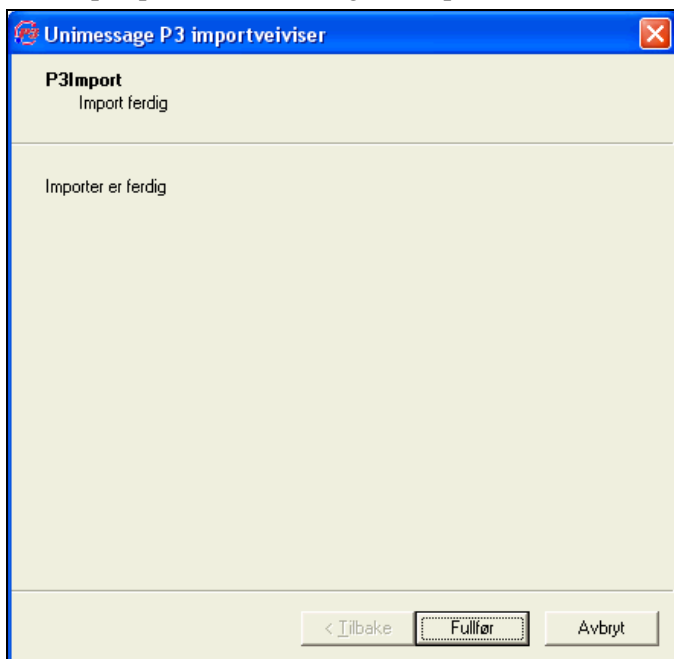 Unimessage P3 importveiviser
P3Import
Import ferdig
Importer er ferdig
< Tilbake Fullfør Avbryt